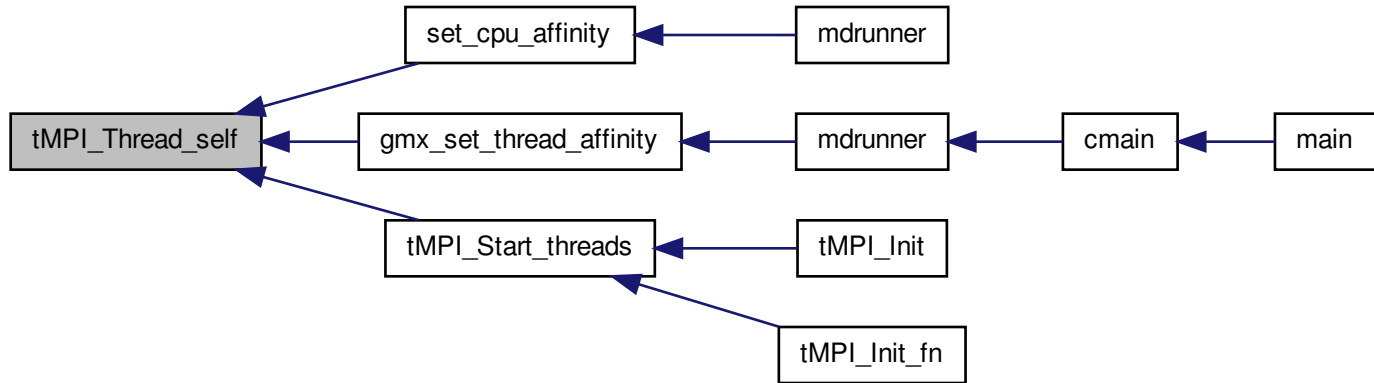 set_cpu_affinity
mdrunner
tMPI_Thread_self
gmx_set_thread_affinity
mdrunner
cmain
main
tMPI_Start_threads
tMPI_Init
tMPI_Init_fn